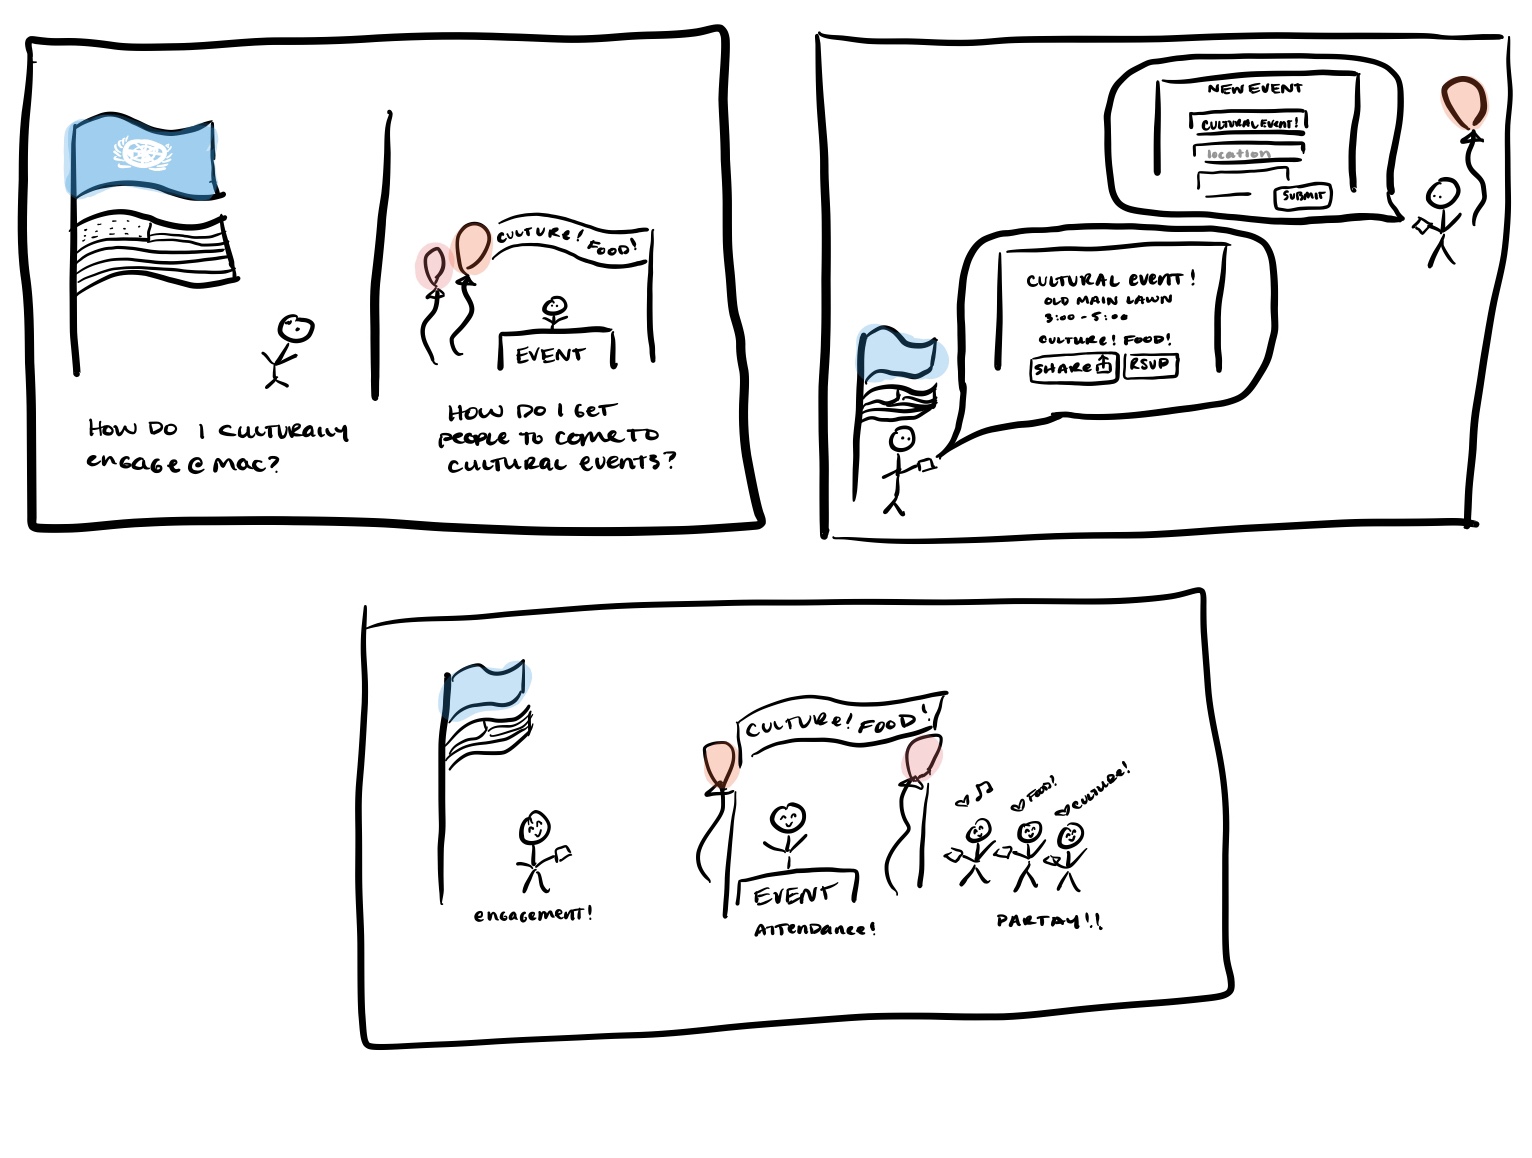 CULTURE! FOOD!
EVENT
HOW DO I CULTURALLY
engage @ mac?
HOW DO I GET
people TO come TO
CULTURAL events?
NEW EVENT
CULTURAL EVENT!
location
SUBMIT
CULTURAL event!
OLD MAIN LAWN
3:00 - 5:00
CULTURE! FOOD!
SHARE RSVP
CULTURE! FOOD!
FOOD!
CULTURE!
EVENT
engagement!
ATTenDance!
PARTAY!!